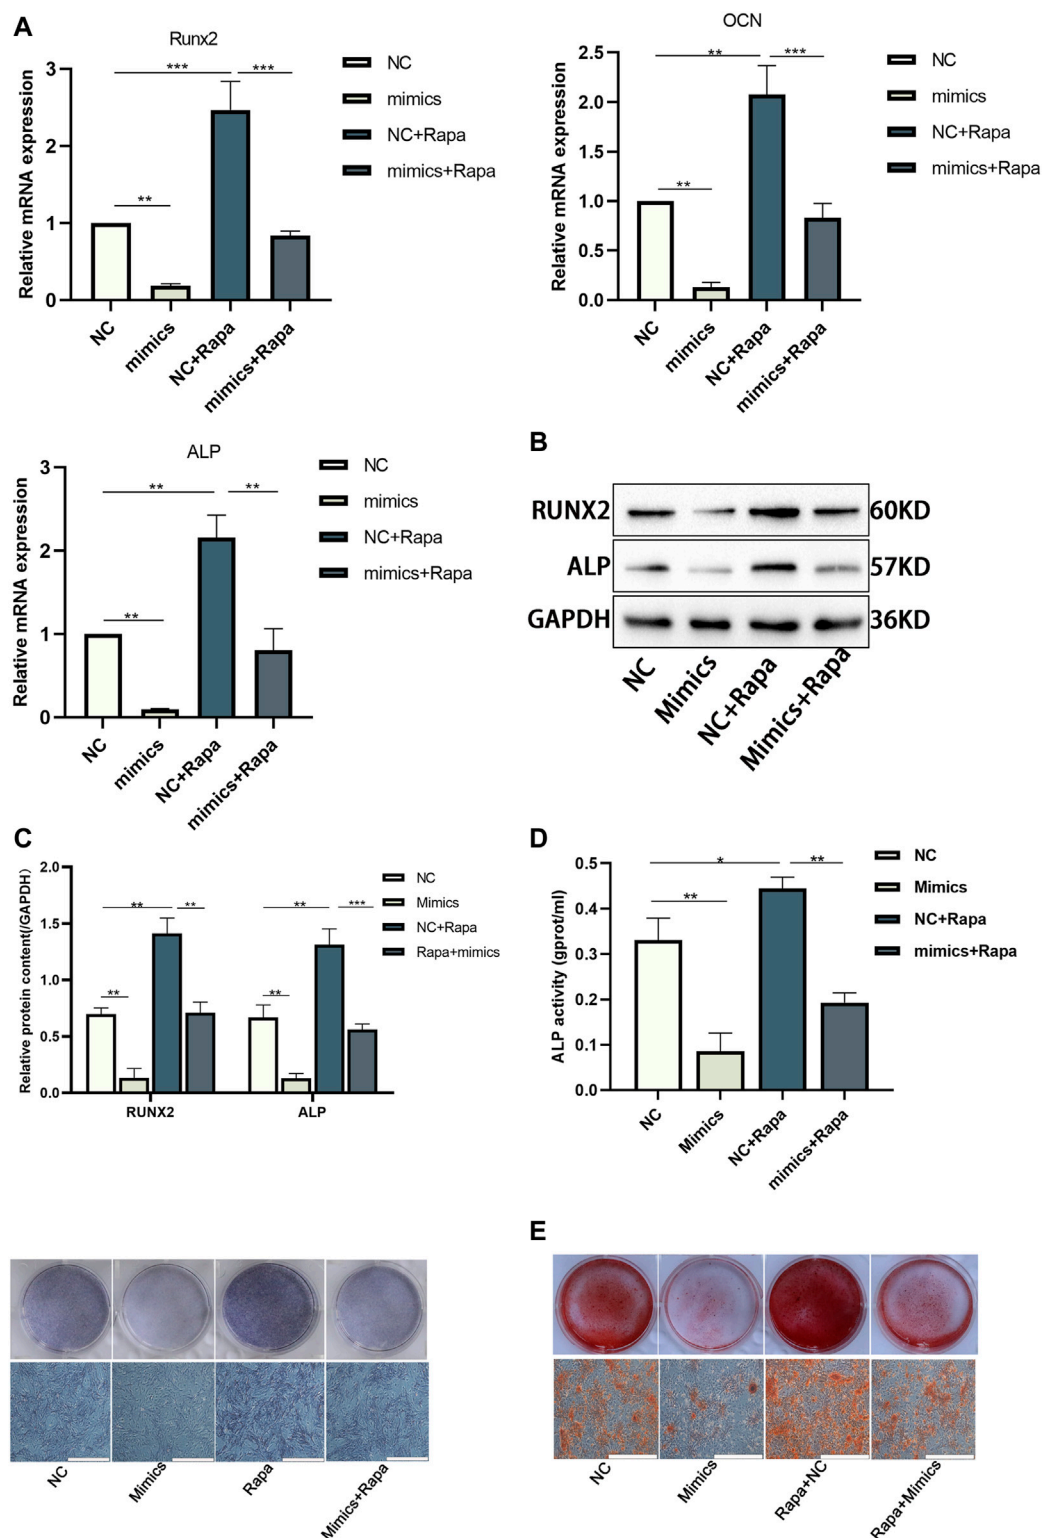 A
Runx2
Relative mRNA expression
3
2
1
0
***
***
**
NC
mimics
NC+Rapa
mimics+Rapa
NC
mimics
NC+Rapa
mimics+Rapa
OCN
Relative mRNA expression
2.5
2.0
1.5
1.0
0.5
0.0
**
***
**
NC
mimics
NC+Rapa
mimics+Rapa
NC
mimics
NC+Rapa
mimics+Rapa
ALP
Relative mRNA expression
3
2
1
0
**
**
**
NC
mimics
NC+Rapa
mimics+Rapa
NC
mimics
NC+Rapa
mimics+Rapa
B
RUNX2 60KD
ALP 57KD
GAPDH 36KD
NC
Mimics
NC+Rapa
Mimics+Rapa
C
Relative protein content(/GAPDH)
2.0
1.5
1.0
0.5
0.0
**
**
**
**
***
**
RUNX2
ALP
NC
Mimics
NC+Rapa
Rapa+mimics
D
ALP activity (gprot/ml)
0.5
0.4
0.3
0.2
0.1
0.0
*
**
**
NC
Mimics
NC+Rapa
mimics+Rapa
NC
Mimics
NC+Rapa
mimics+Rapa
NC
Mimics
Rapa
Mimics+Rapa
E
NC
Mimics
Rapa+NC
Rapa+Mimics